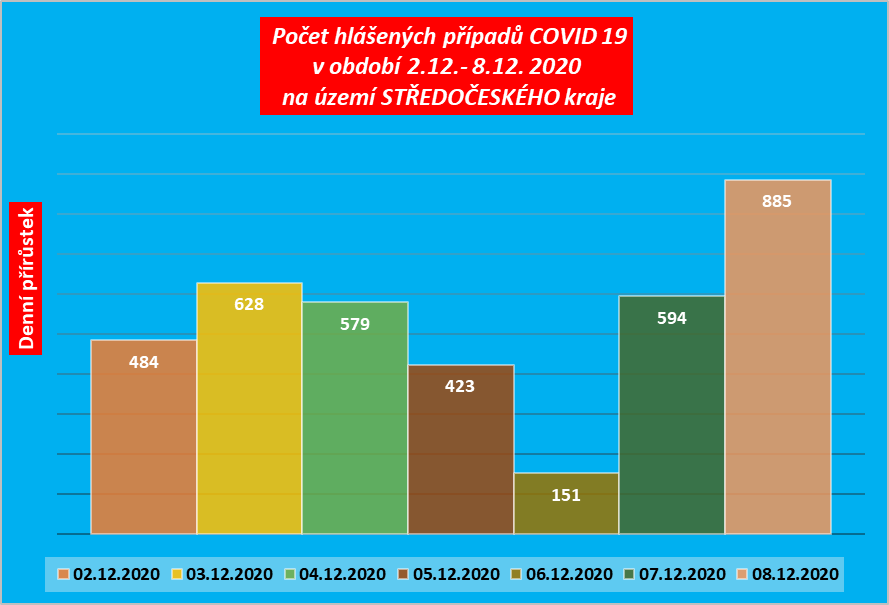 Počet hlášených případů COVID 19
v období 2.12.- 8.12. 2020
na území STŘEDOČESKÉHO kraje
Denní přírůstek
484
628
579
423
151
594
885
02.12.2020 03.12.2020 04.12.2020 05.12.2020 06.12.2020 07.12.2020 08.12.2020